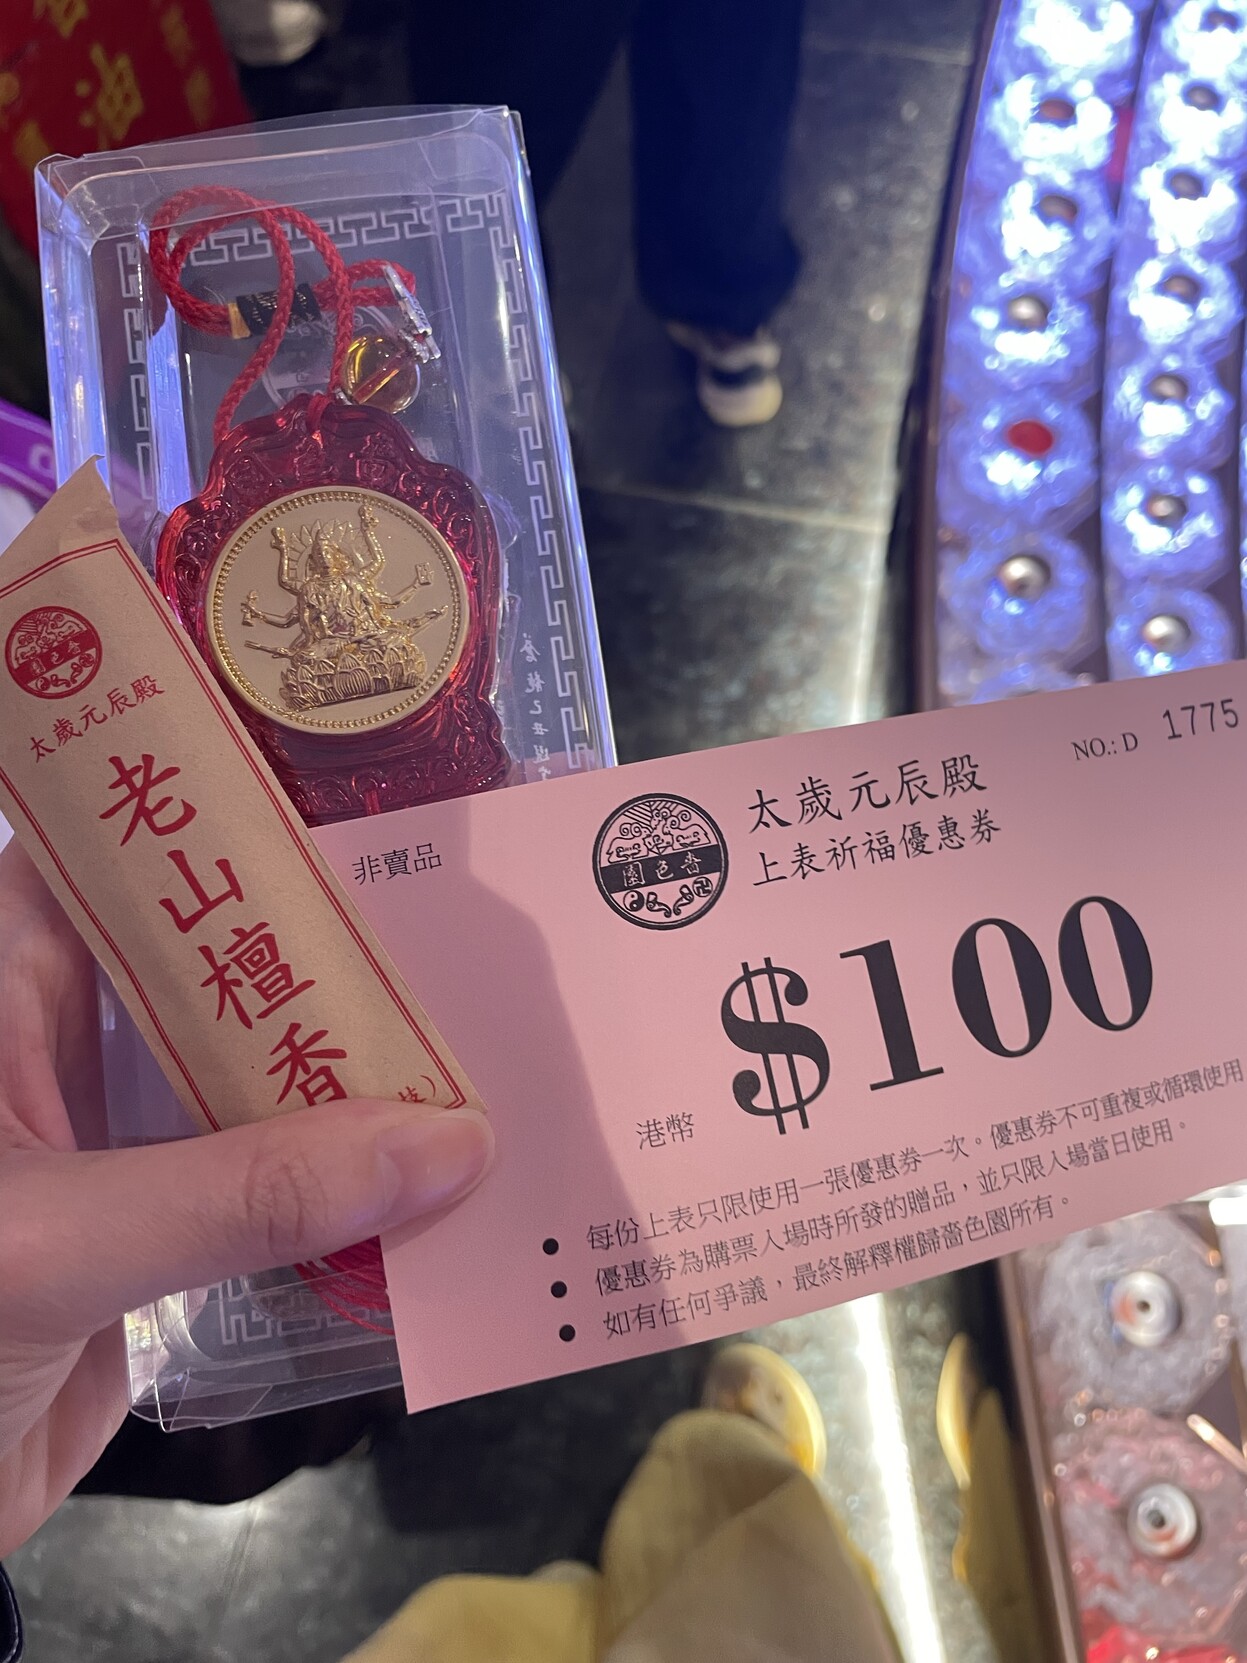 太歲元辰殿
老山檀香
枝）
非賣品
嗇色園
太歲元辰殿
上表祈福優惠券
NO.: D 1775
港幣 $100
● 每份上表只限使用一張優惠券一次。優惠券不可重複或循環使用
● 優惠券為購票入場時所發的贈品，並只限入場當日使用。
● 如有任何爭議，最終解釋權歸嗇色園所有。